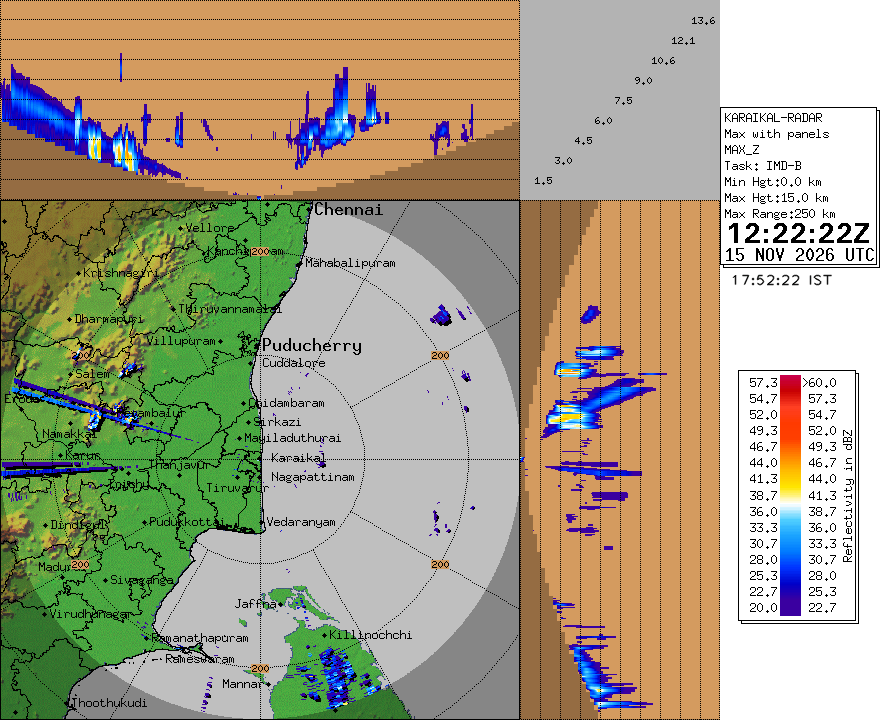 13.6
12.1
10.6
9.0
7.5
6.0
4.5
3.0
1.5
KARAIKAL-RADAR
Max with panels
MAX_Z
Task: IMD-B
Min Hgt:0.0 km
Max Hgt:15.0 km
Max Range:250 km
12:22:22Z
15 NOV 2026 UTC
17:52:22 IST
Chennai
Vellore
200
Mahabalipuram
Krishnagiri
Thiruvannamalai
Dharmapuri
Villupuram
Puducherry
200
200
Cuddalore
Salem
Chidambaram
Sirkazi
Namakkal
Mayiladuthurai
Karur
Thanjavur
Karaikal
Nagapattinam
Tiruvarur
Dindigul
Pudukkottai
Vedaranyam
200
200
Madurai
Sivaganga
Jaffna
Virudhunagar
Killinochchi
Ramanathapuram
Rameswaram
200
Mannar
Thoothukudi
57.3 >60.0
54.7 57.3
52.0 54.7
49.3 52.0
46.7 49.3
44.0 46.7
41.3 44.0
38.7 41.3
36.0 38.7
33.3 36.0
30.7 33.3
28.0 30.7
25.3 28.0
22.7 25.3
20.0 22.7
Reflectivity in dBZ